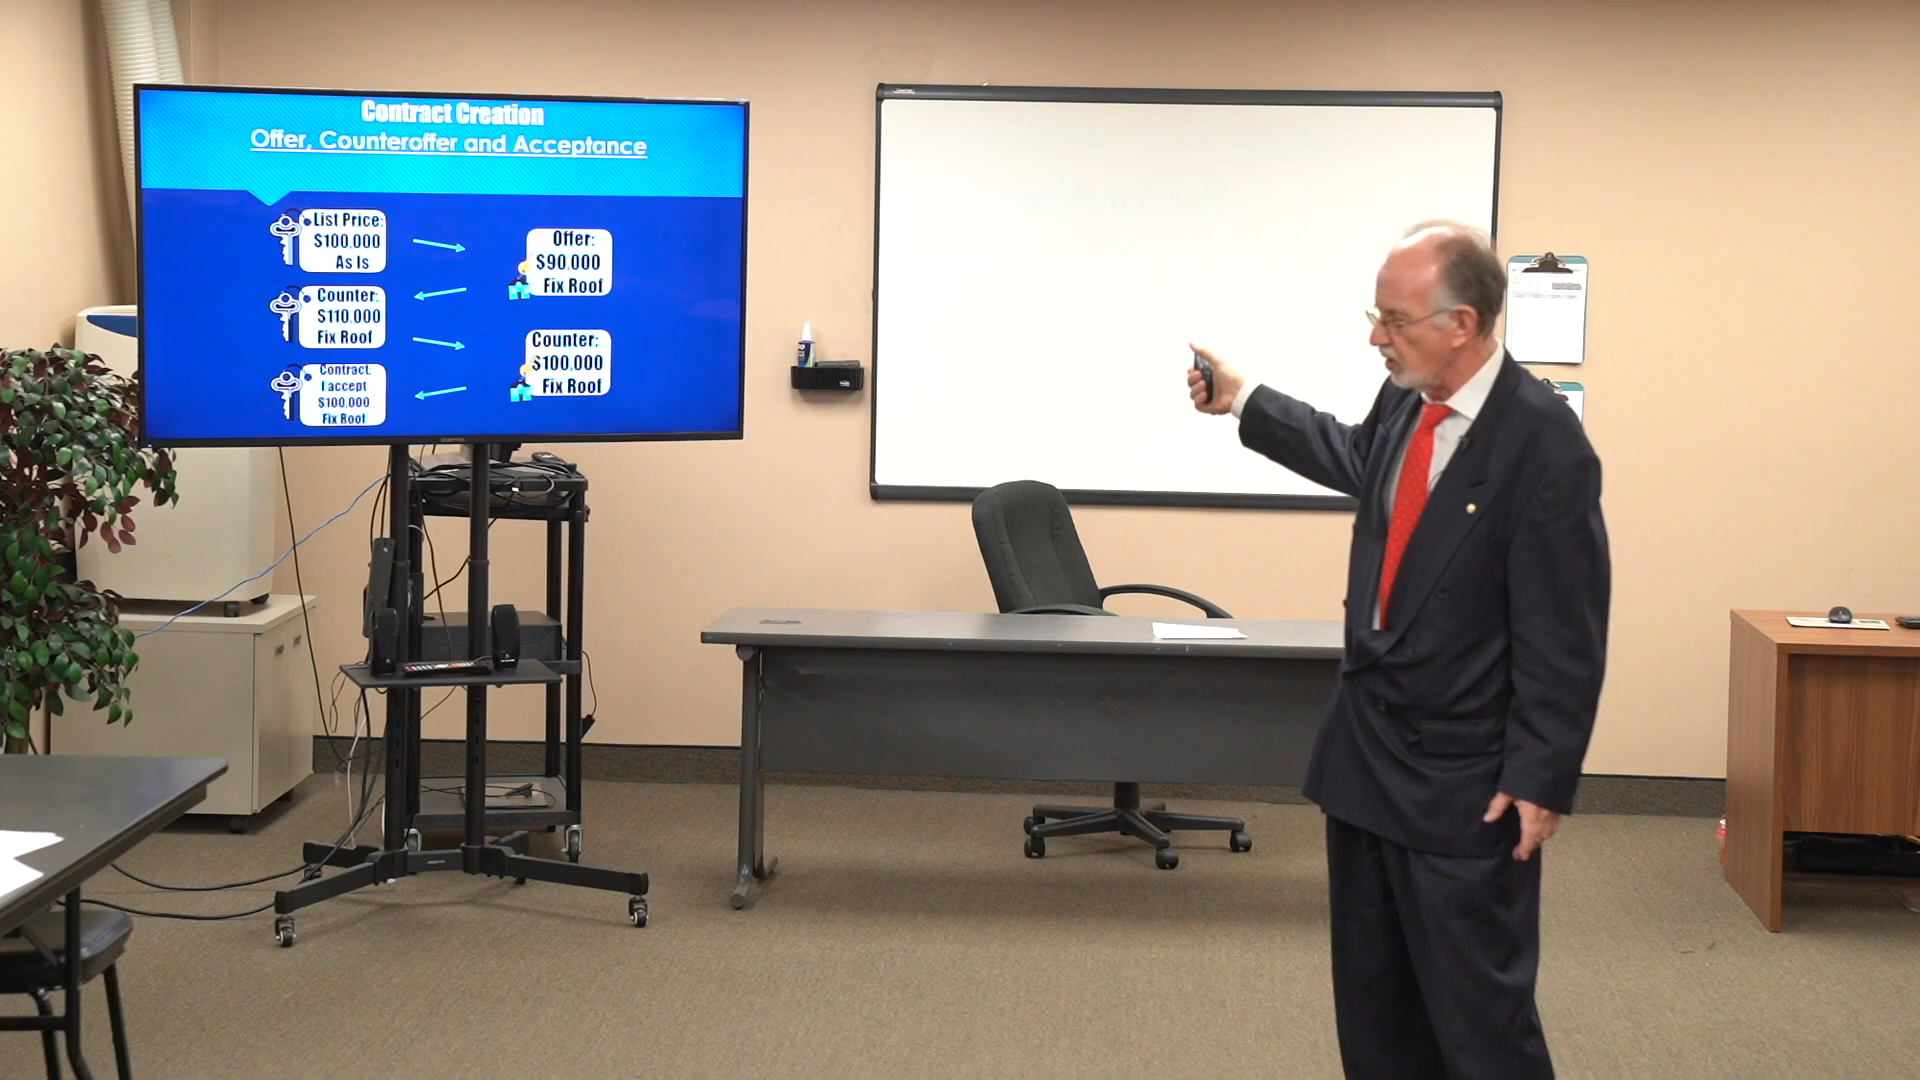 Contract Creation
Offer, Counteroffer and Acceptance
List Price:
$100,000
As Is
Offer:
$90,000
Fix Roof
Counter:
$110,000
Fix Roof
Counter:
$100,000
Fix Roof
Contract:
I accept
$100,000
Fix Roof